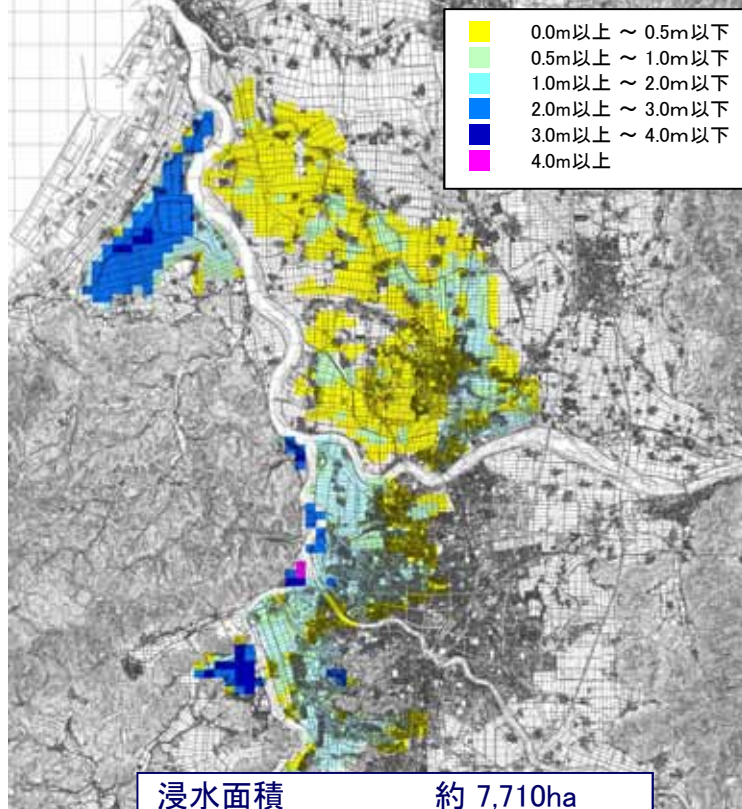 0.0m以上 ～ 0.5m以下
0.5m以上 ～ 1.0m以下
1.0m以上 ～ 2.0m以下
2.0m以上 ～ 3.0m以下
3.0m以上 ～ 4.0m以下
4.0m以上
浸水面積 約 7,710ha